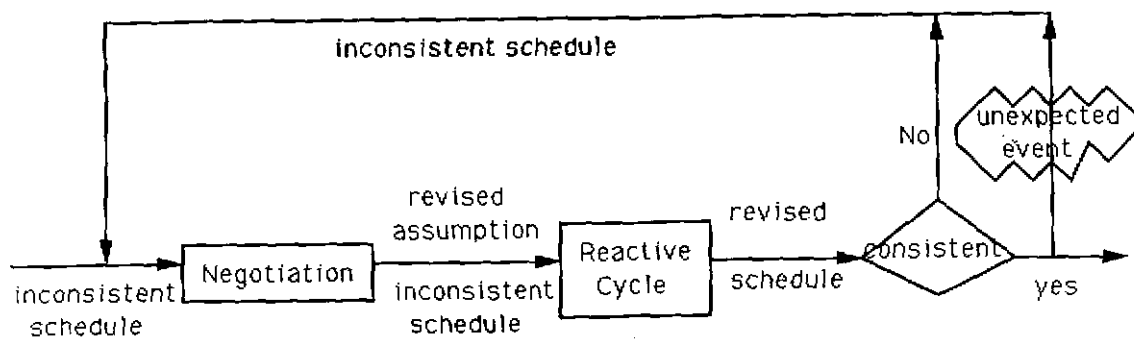 inconsistent schedule
unexpected
event
No
revised
assumption
revised
Negotiation
Reactive
Cycle
consistent
inconsistent
schedule
inconsistent
schedule
schedule
yes